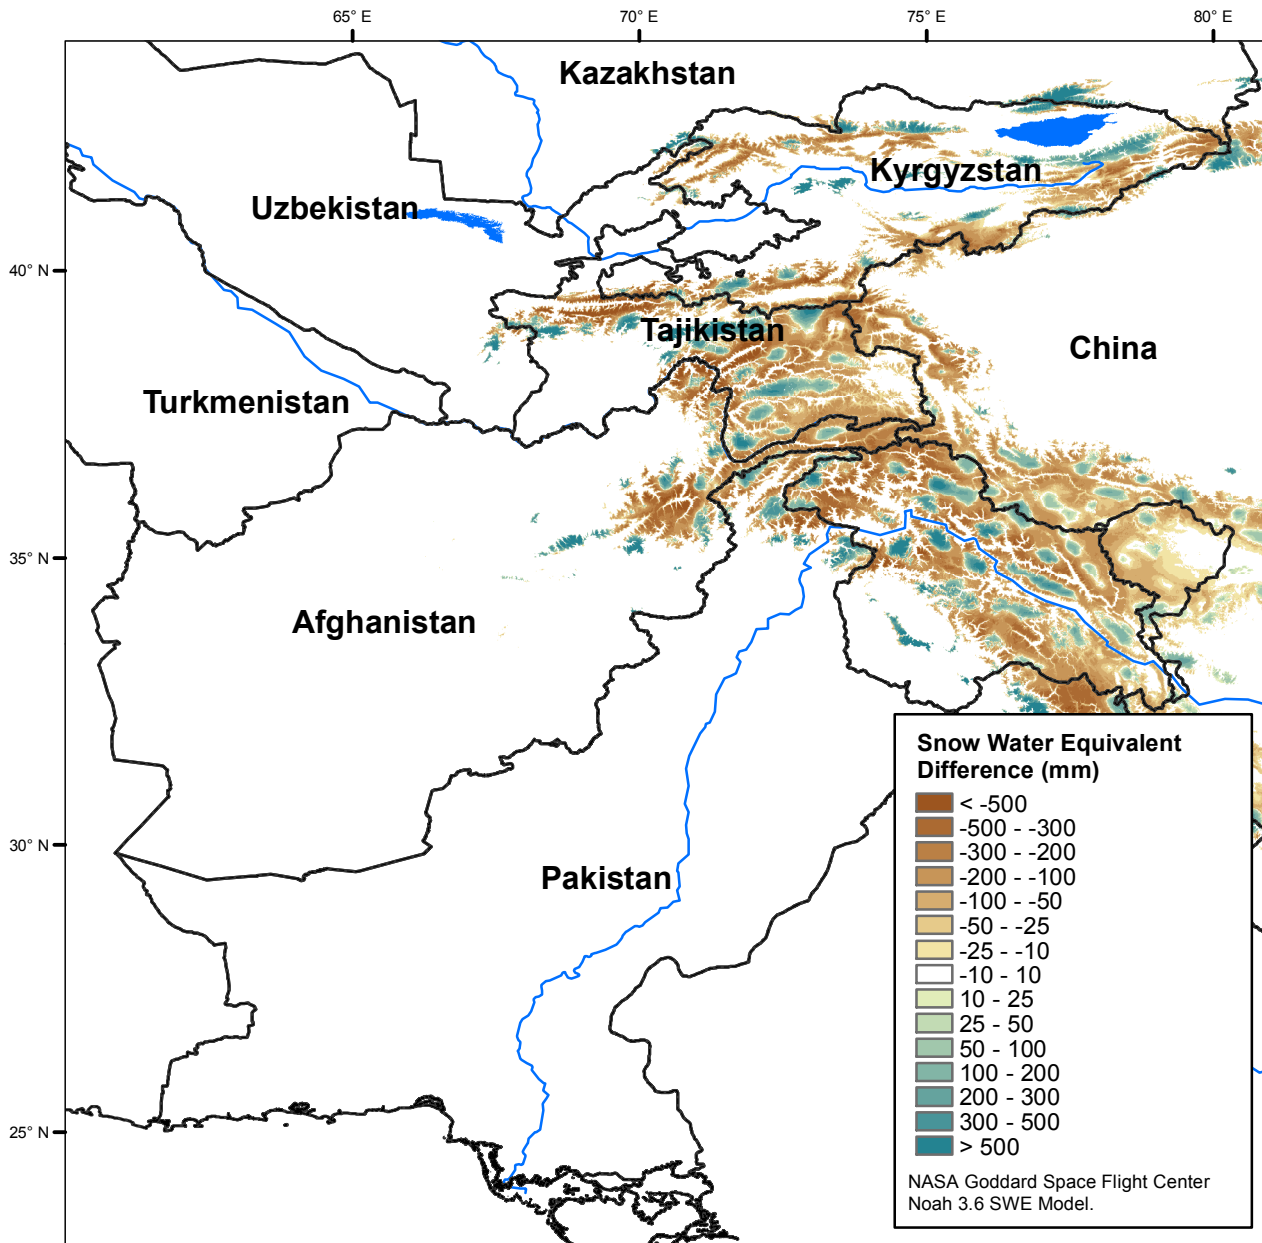 65° E
70° E
75° E
80° E
Kazakhstan
Kyrgyzstan
Uzbekistan
40° N
Tajikistan
China
Turkmenistan
35° N
Afghanistan
30° N
Pakistan
25° N
Snow Water Equivalent
Difference (mm)
< -500
-500 - -300
-300 - -200
-200 - -100
-100 - -50
-50 - -25
-25 - -10
-10 - 10
10 - 25
25 - 50
50 - 100
100 - 200
200 - 300
300 - 500
> 500
NASA Goddard Space Flight Center
Noah 3.6 SWE Model.